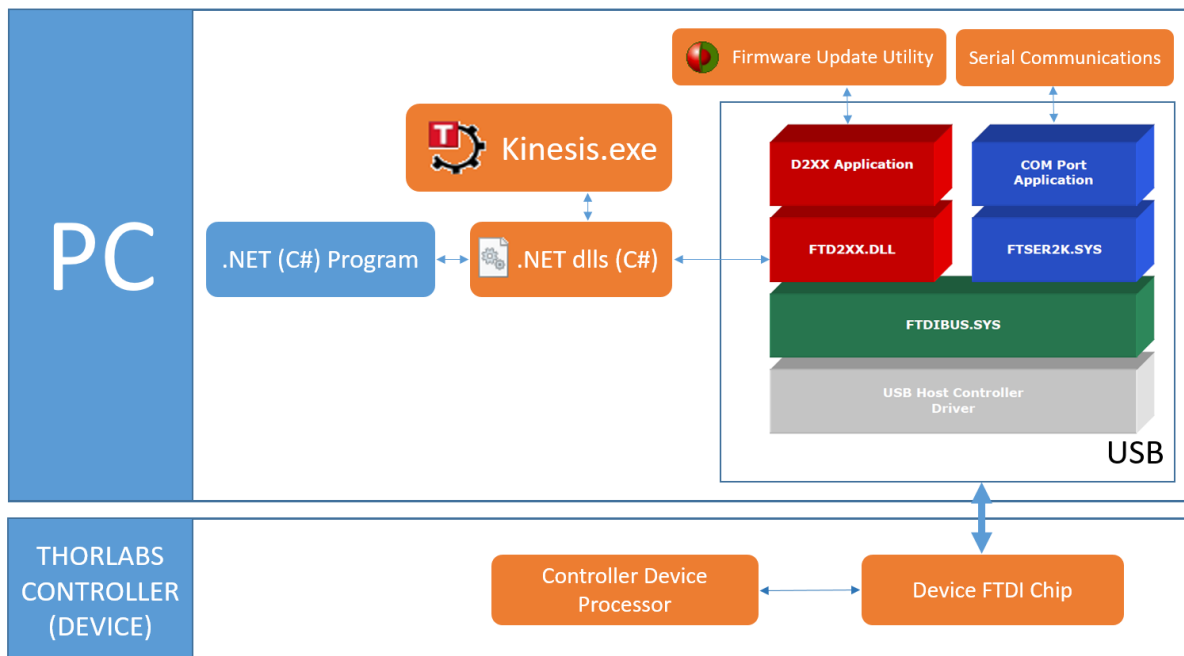 PC
Firmware Update Utility
Serial Communications
T
Kinesis.exe
.NET (C#) Program
.NET dlls (C#)
D2XX Application
COM Port
Application
FTD2XX.DLL
FTSER2K.SYS
FTDIBUS.SYS
USB Host Controller
Driver
USB
THORLABS
CONTROLLER
(DEVICE)
Controller Device
Processor
Device FTDI Chip